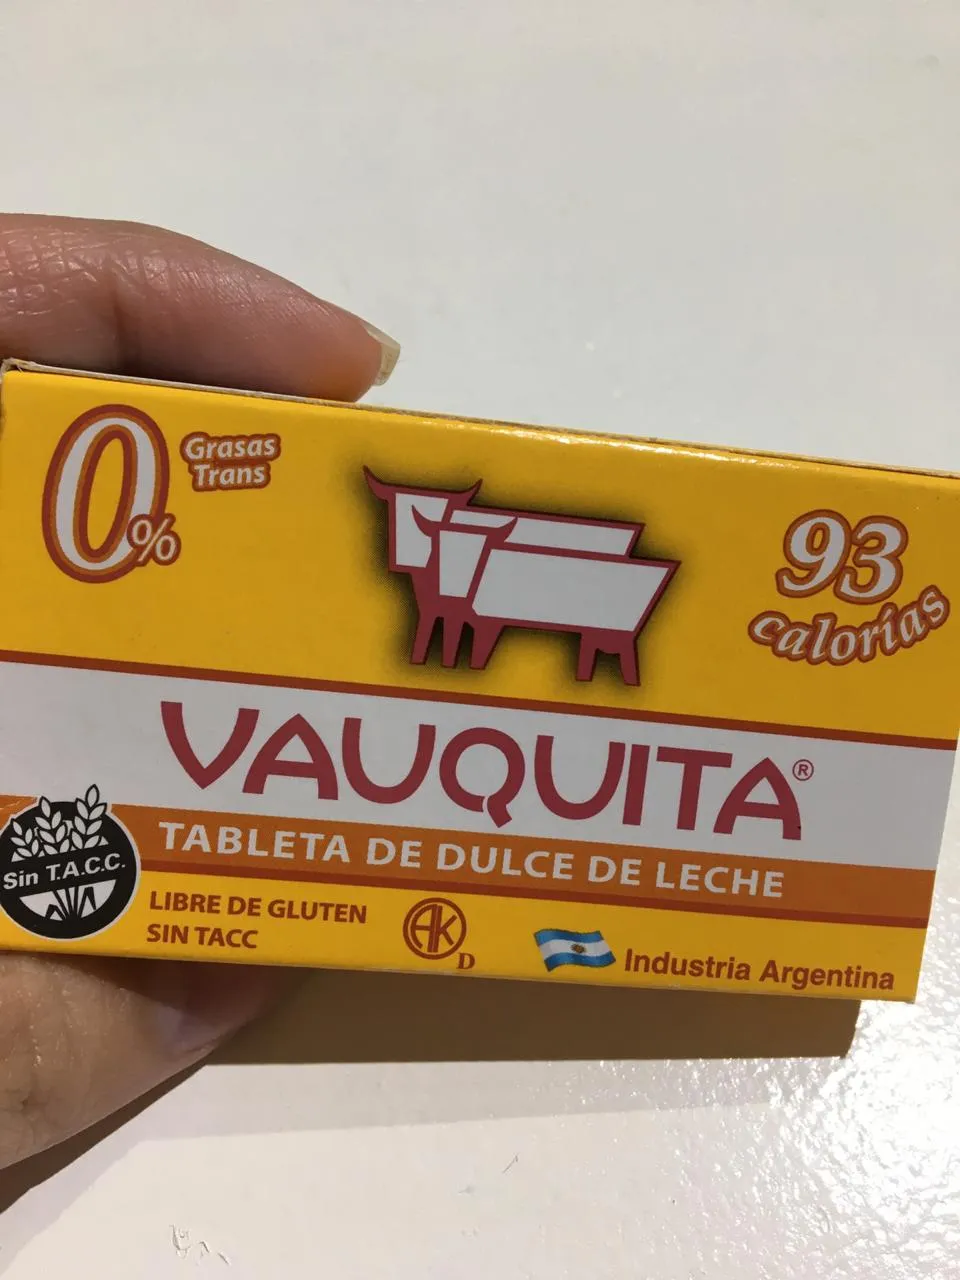 0%
Grasas
Trans
93
calorías
VAUQUITA®
TABLETA DE DULCE DE LECHE
Sin T.A.C.C.
LIBRE DE GLUTEN
SIN TACC
AK
D
Industria Argentina